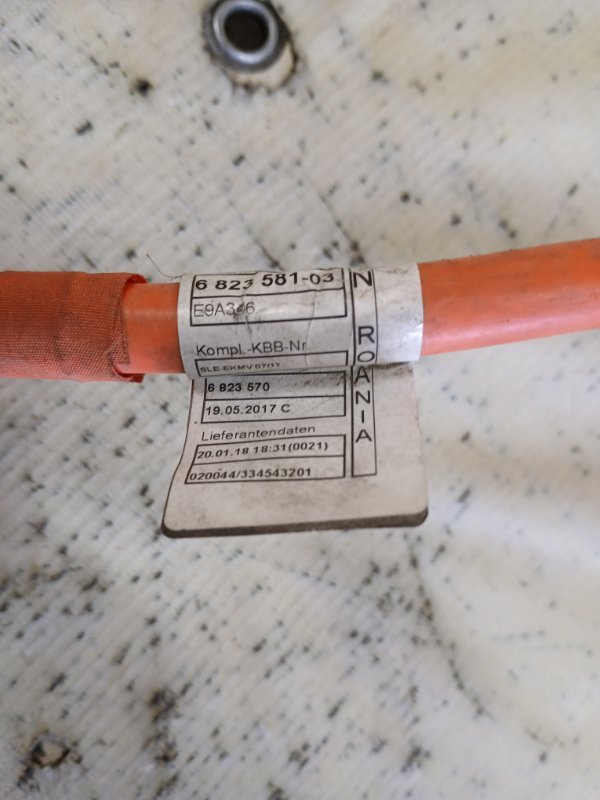 6 823 581-03
E9A346
Kompl.-KBB-Nr
SLE-EKMV 07/17
6 823 570
19.05.2017 C
Lieferantendaten
20.01.18 18:31(0021)
020044/334543201
N ROANIA